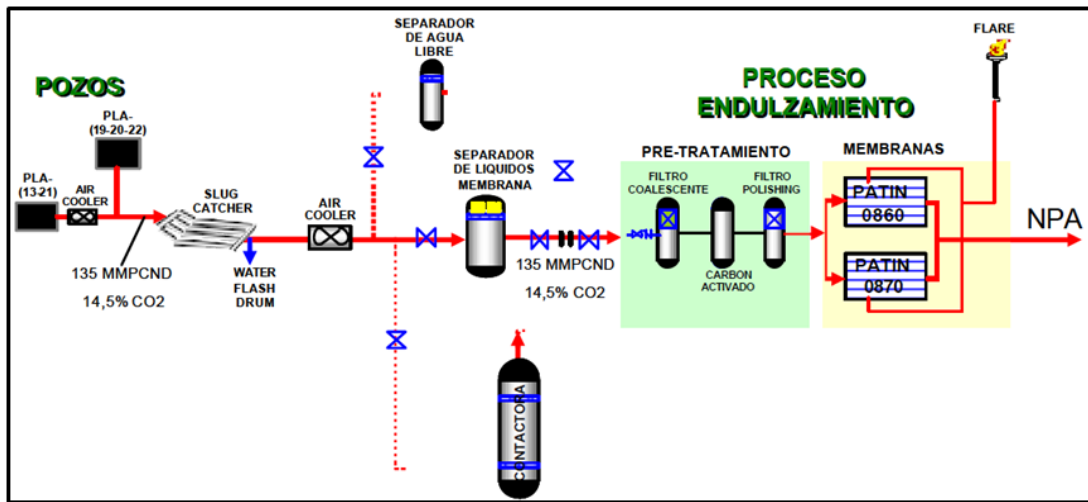 POZOS
PLA-
(19-20-22)
PLA-
(13-21)
AIR
COOLER
SLUG
CATCHER
135 MMPCND
14,5% CO2
WATER
FLASH
DRUM
AIR
COOLER
SEPARADOR
DE AGUA
LIBRE
SEPARADOR
DE LIQUIDOS
MEMBRANA
135 MMPCND
14,5% CO2
CONTACTORA
PROCESO
ENDULZAMIENTO
PRE-TRATAMIENTO
FILTRO
COALESCENTE
CARBON
ACTIVADO
FILTRO
POLISHING
MEMBRANAS
PATIN
0860
PATIN
0870
FLARE
NPA